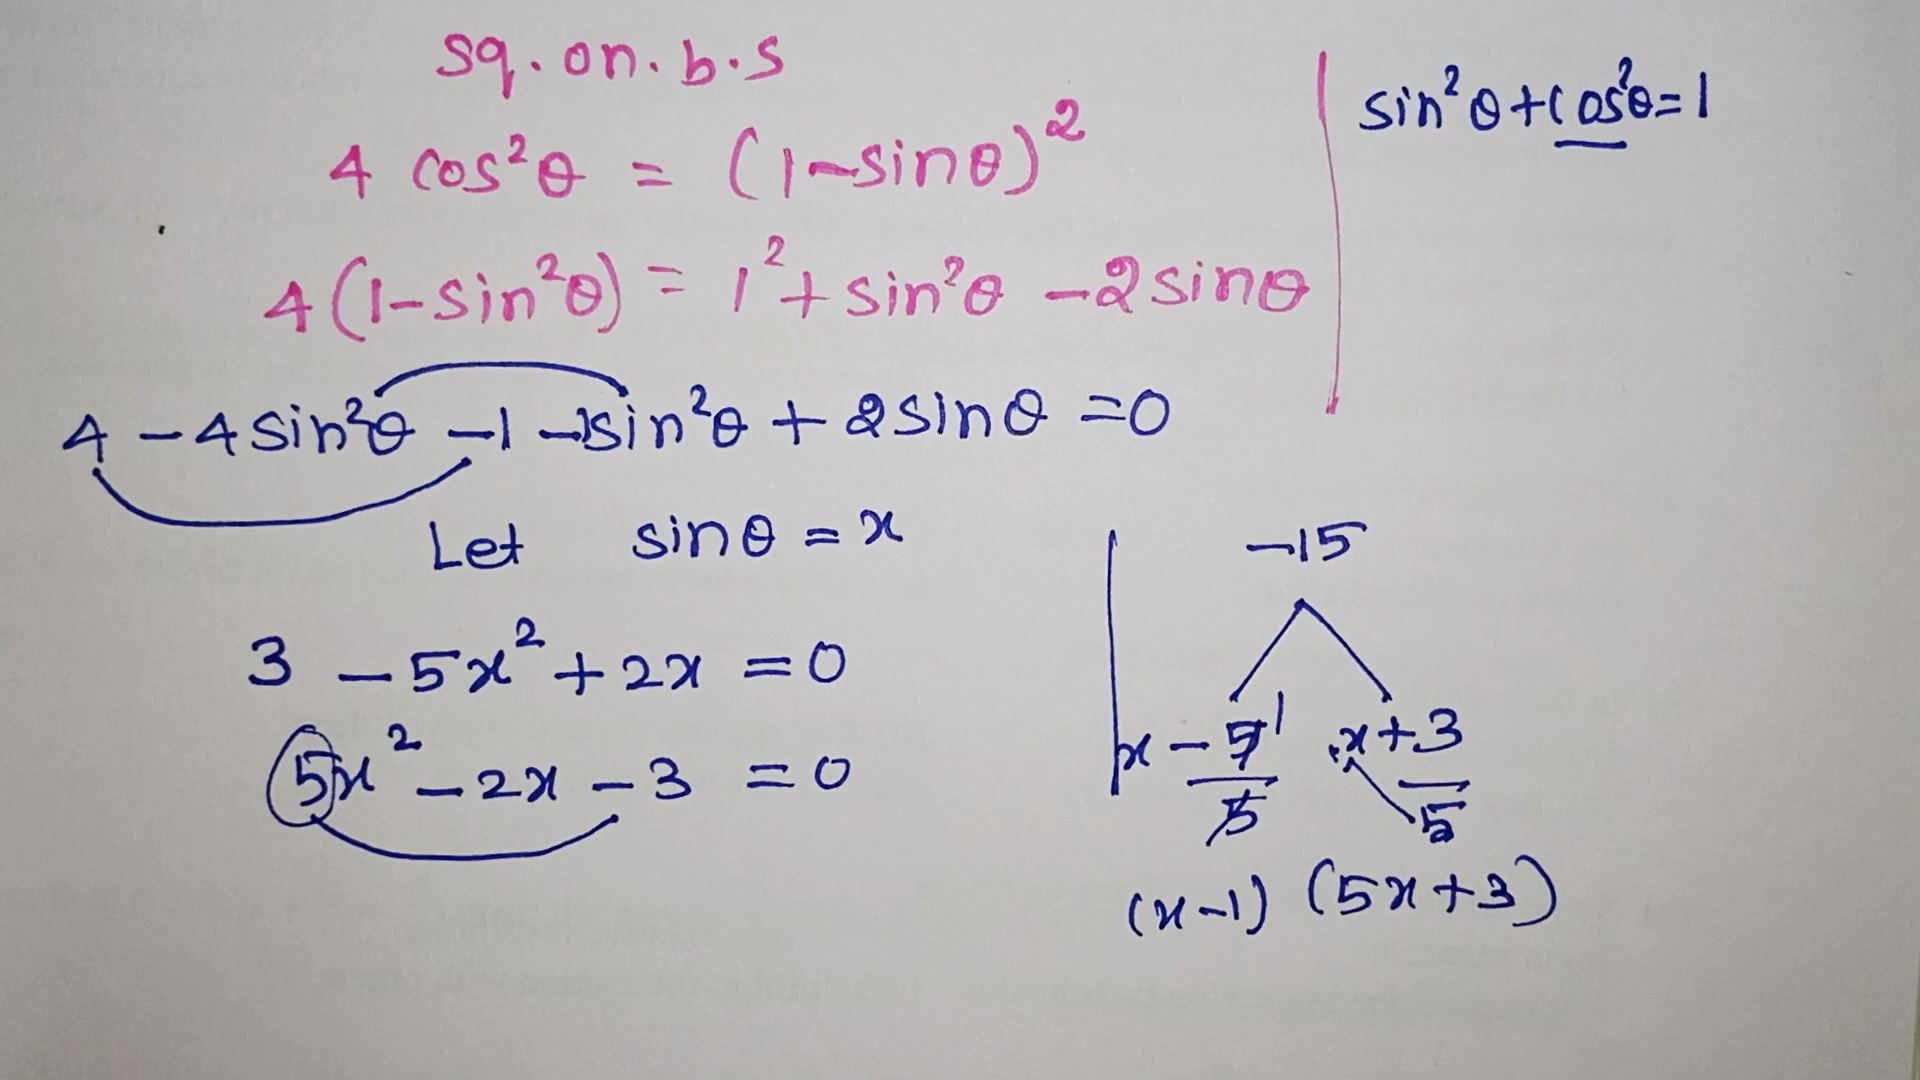 sq. on. b.s
4 cos²θ = (1-sinθ)²
sin²θ+cos²θ=1
4(1-sin²θ) = 1²+sin²θ -2sinθ
4 -4sin²θ -1 -sin²θ + 2sinθ =0
Let sinθ = x
3 -5x² +2x =0
5x² -2x -3 =0
-15
x - 5/5 x+3/5
1
(x-1) (5x+3)